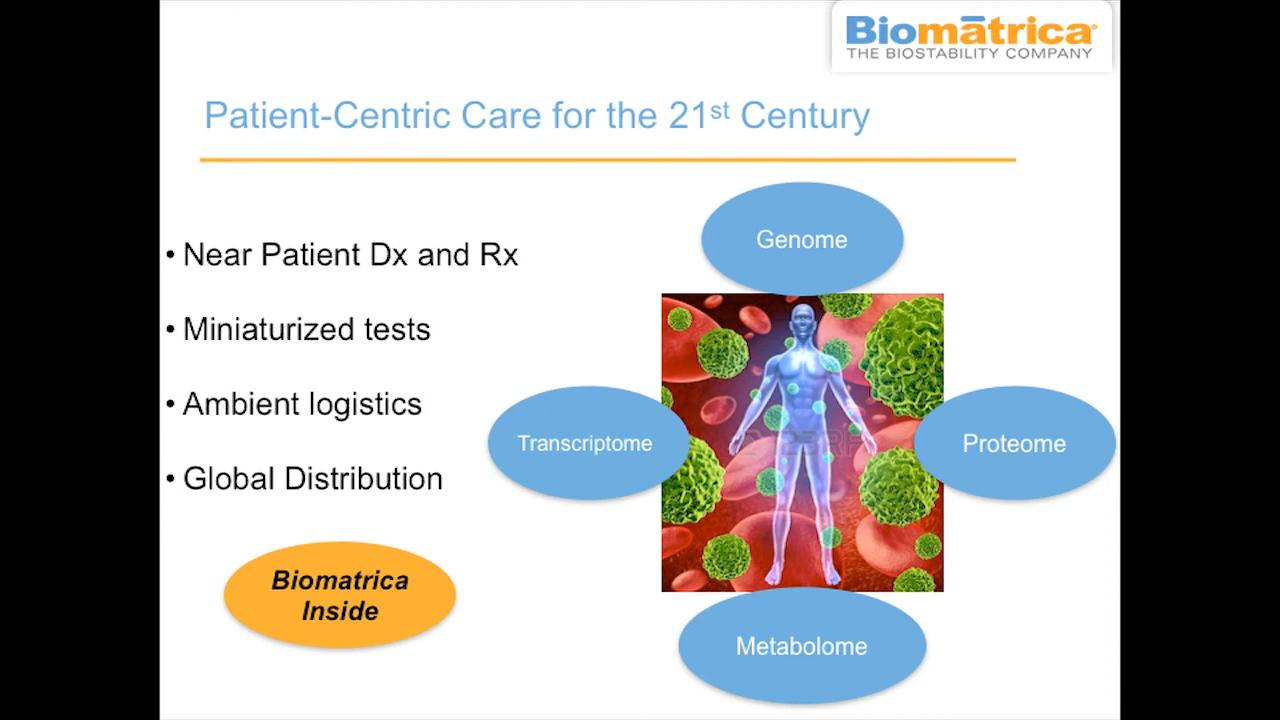 Biomātrica®
THE BIOSTABILITY COMPANY
Patient-Centric Care for the 21st Century
• Near Patient Dx and Rx
• Miniaturized tests
• Ambient logistics
• Global Distribution
Biomatrica
Inside
Genome
Transcriptome
Proteome
Metabolome